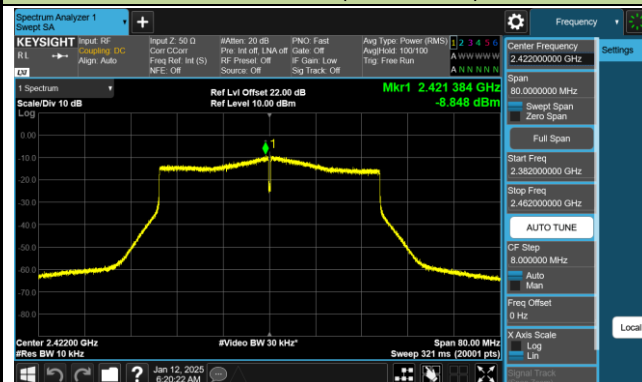 Spectrum Analyzer 1
Swept SA
Frequency
KEYSIGHT
RL
LXI
Input: RF
Coupling: DC
Align: Auto
Input Z: 50 Ω
Corr CCorr
Freq Ref: Int (S)
NFE: Off
#Atten: 20 dB
Pre: Int off, LNA off
RF Presel: Off
Source: Off
PNO: Fast
Gate: Off
IF Gain: Low
Sig Track: Off
Avg Type: Power (RMS)
Avg|Hold: 100/100
Trig: Free Run
1 2 3 4 5 6
A W W W W W
A N N N N N
1 Spectrum
Scale/Div 10 dB
Log
Ref Lvl Offset 22.00 dB
Ref Level 10.00 dBm
Mkr1 2.421 384 GHz
-8.848 dBm
1
0.00
-10.0
-20.0
-30.0
-40.0
-50.0
-60.0
-70.0
-80.0
Center 2.42200 GHz
#Res BW 10 kHz
#Video BW 30 kHz*
Span 80.00 MHz
Sweep 321 ms (20001 pts)
Jan 12, 2025
6:20:22 AM
Center Frequency
2.422000000 GHz
Span
80.0000000 MHz
Swept Span
Zero Span
Full Span
Start Freq
2.382000000 GHz
Stop Freq
2.462000000 GHz
AUTO TUNE
CF Step
8.000000 MHz
Auto
Man
Freq Offset
0 Hz
X Axis Scale
Log
Lin
Signal Track
Settings
Local